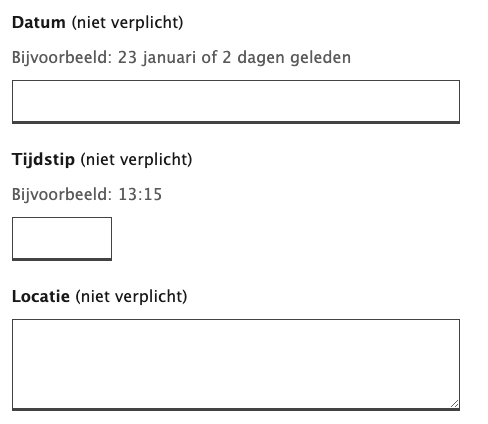 Datum (niet verplicht)
Bijvoorbeeld: 23 januari of 2 dagen geleden
Tijdstip (niet verplicht)
Bijvoorbeeld: 13:15
Locatie (niet verplicht)